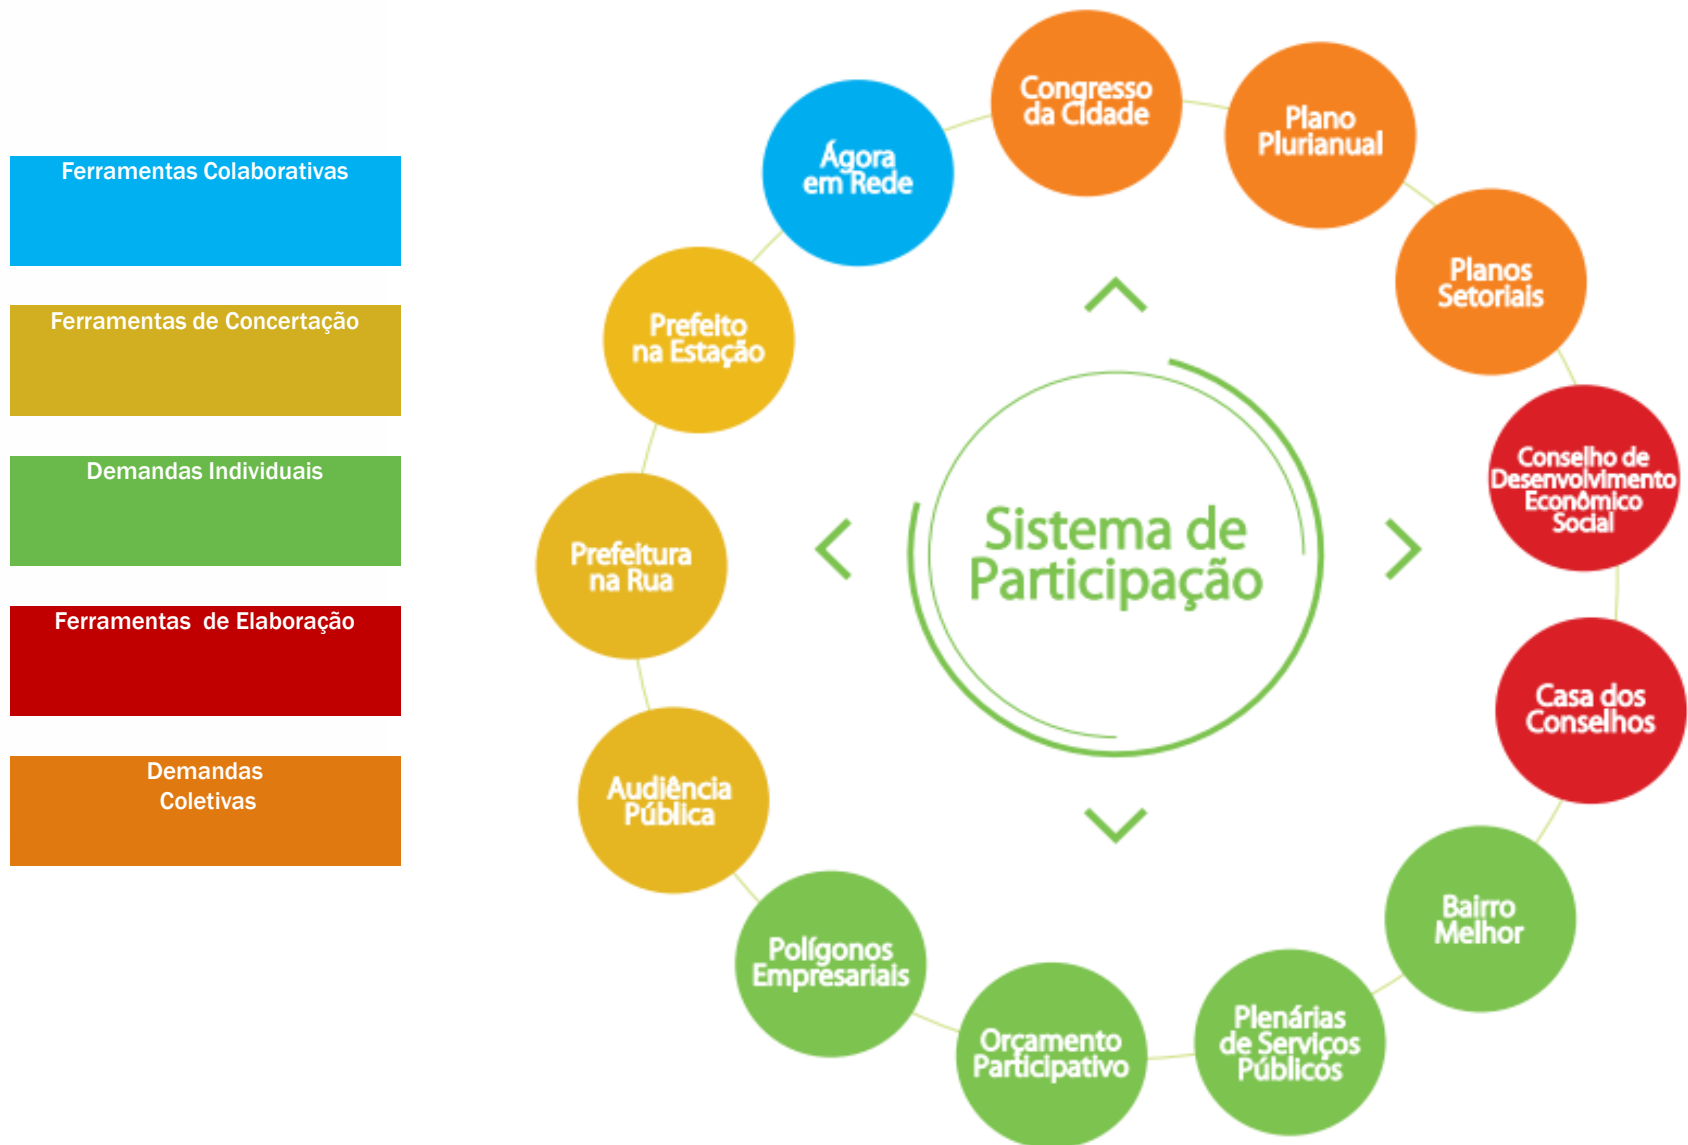 Ferramentas Colaborativas
Ferramentas de Concertação
Demandas Individuais
Ferramentas  de Elaboração
Demandas
Coletivas
Congresso
da Cidade
Plano
Plurianual
Planos
Setoriais
Conselho de
Desenvolvimento
Econômico
Social
Casa dos
Conselhos
Bairro
Melhor
Plenárias
de Serviços
Públicos
Orçamento
Participativo
Polígonos
Empresariais
Audiência
Pública
Prefeitura
na Rua
Prefeito
na Estação
Ágora
em Rede
Sistema de
Participação